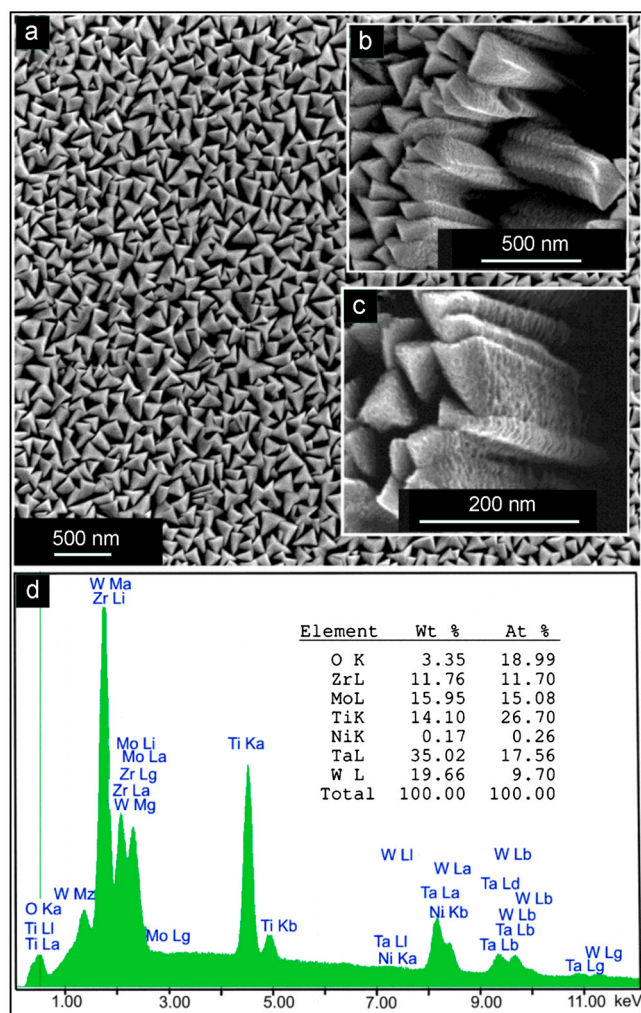 a
b
500 nm
c
200 nm
500 nm
d
W Ma
Zr Li
Element Wt % At %
O K 3.35 18.99
ZrL 11.76 11.70
MoL 15.95 15.08
TiK 14.10 26.70
NiK 0.17 0.26
TaL 35.02 17.56
W L 19.66 9.70
Total 100.00 100.00
Mo Li
Mo La
Zr Lg
Zr La
W Mg
Ti Ka
W Mz
O Ka
Ti Ll
Ti La
Mo Lg
Ti Kb
W Ll
W La
Ta La
Ni Kb
Ta Ll
Ni Ka
W Lb
Ta Ld
W Lb
W Lb
Ta Lb
Ta Lb
W Lg
Ta Lg
1.00 3.00 5.00 7.00 9.00 11.00 keV